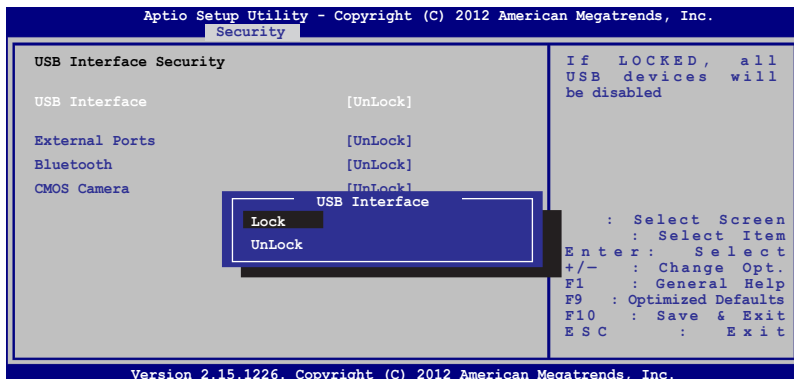 Aptio Setup Utility - Copyright (C) 2012 American Megatrends, Inc.
Security
USB Interface Security
USB Interface [UnLock]
External Ports [UnLock]
Bluetooth [UnLock]
CMOS Camera [UnLock]
USB Interface
Lock
UnLock
If LOCKED, all
USB devices will
be disabled
: Select Screen
: Select Item
Enter: Select
+/— : Change Opt.
F1 : General Help
F9 : Optimized Defaults
F10 : Save & Exit
ESC : Exit
Version 2.15.1226. Copyright (C) 2012 American Megatrends, Inc.